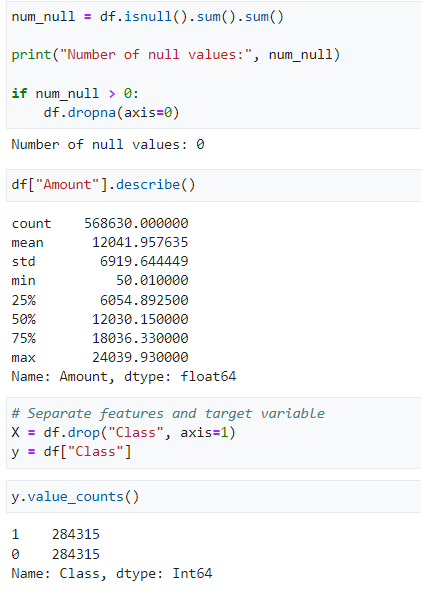 num_null = df.isnull().sum().sum()
print("Number of null values:", num_null)
if num_null > 0:
    df.dropna(axis=0)
Number of null values: 0
df["Amount"].describe()
count    568630.000000
mean      12041.957635
std        6919.644449
min          50.010000
25%        6054.892500
50%       12030.150000
75%       18036.330000
max       24039.930000
Name: Amount, dtype: float64
# Separate features and target variable
X = df.drop("Class", axis=1)
y = df["Class"]
y.value_counts()
1    284315
0    284315
Name: Class, dtype: Int64